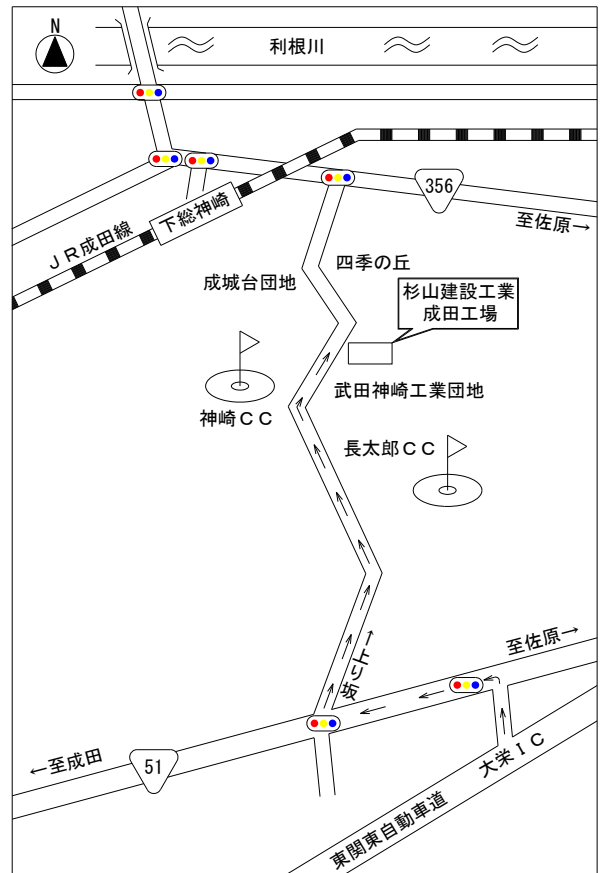 N
利根川
356
至佐原→
下総神崎
ＪＲ成田線
四季の丘
成城台団地
杉山建設工業
成田工場
武田神崎工業団地
神崎ＣＣ
長太郎ＣＣ
←上り坂
至佐原→
←至成田
51
大栄ＩＣ
東関東自動車道